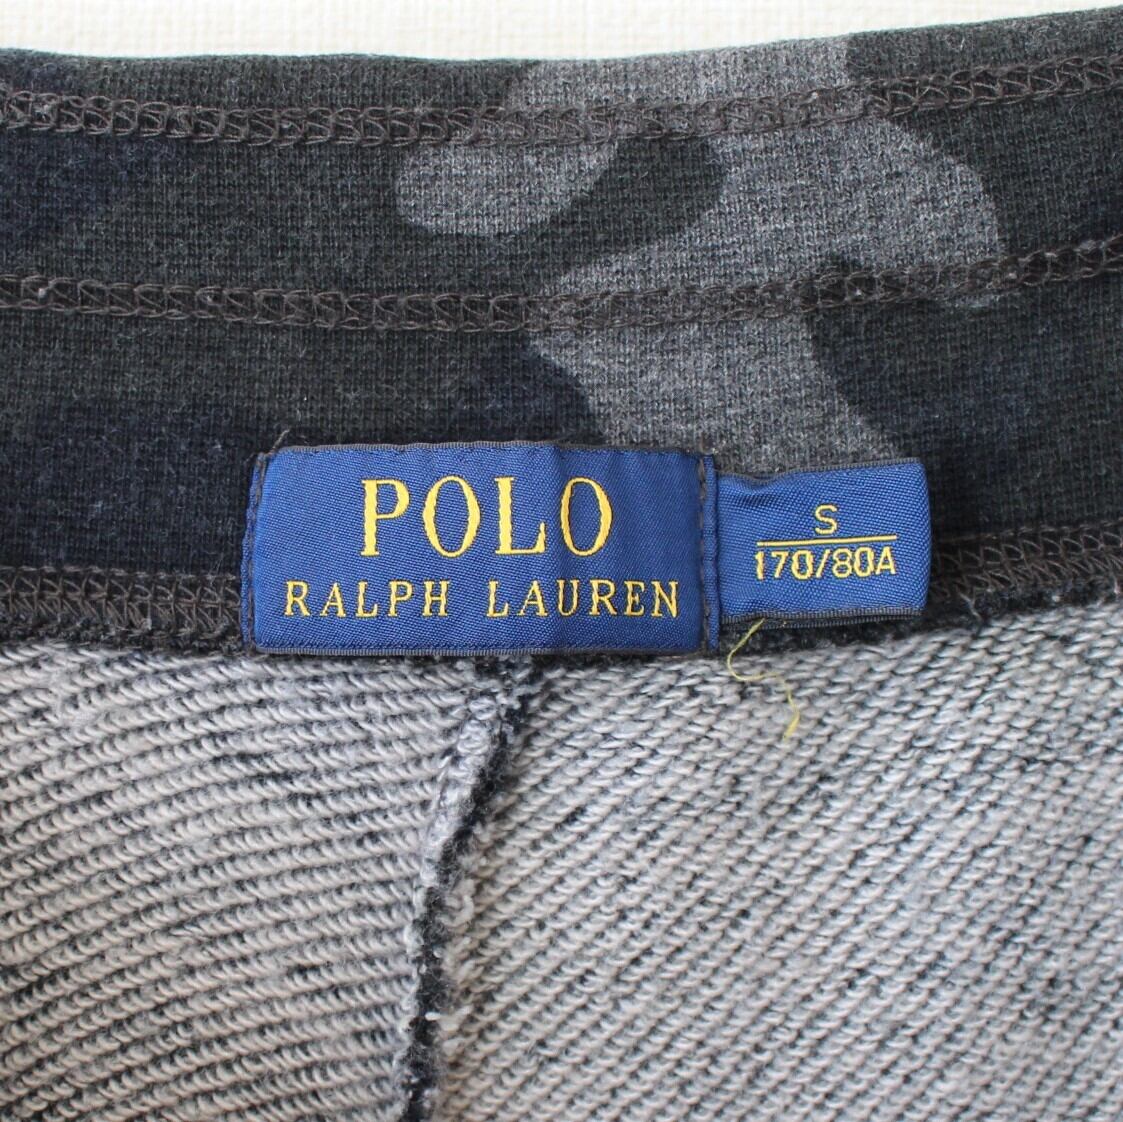 POLO
RALPH LAUREN
S
170/80A